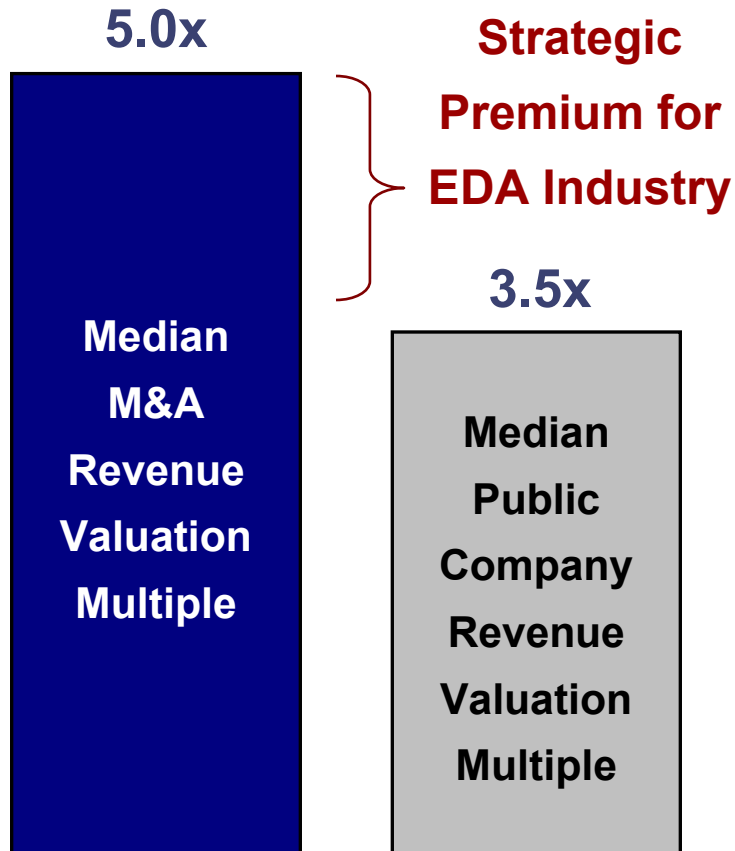 5.0x
Strategic
Premium for
EDA Industry
3.5x
Median
M&A
Revenue
Valuation
Multiple
Median
Public
Company
Revenue
Valuation
Multiple